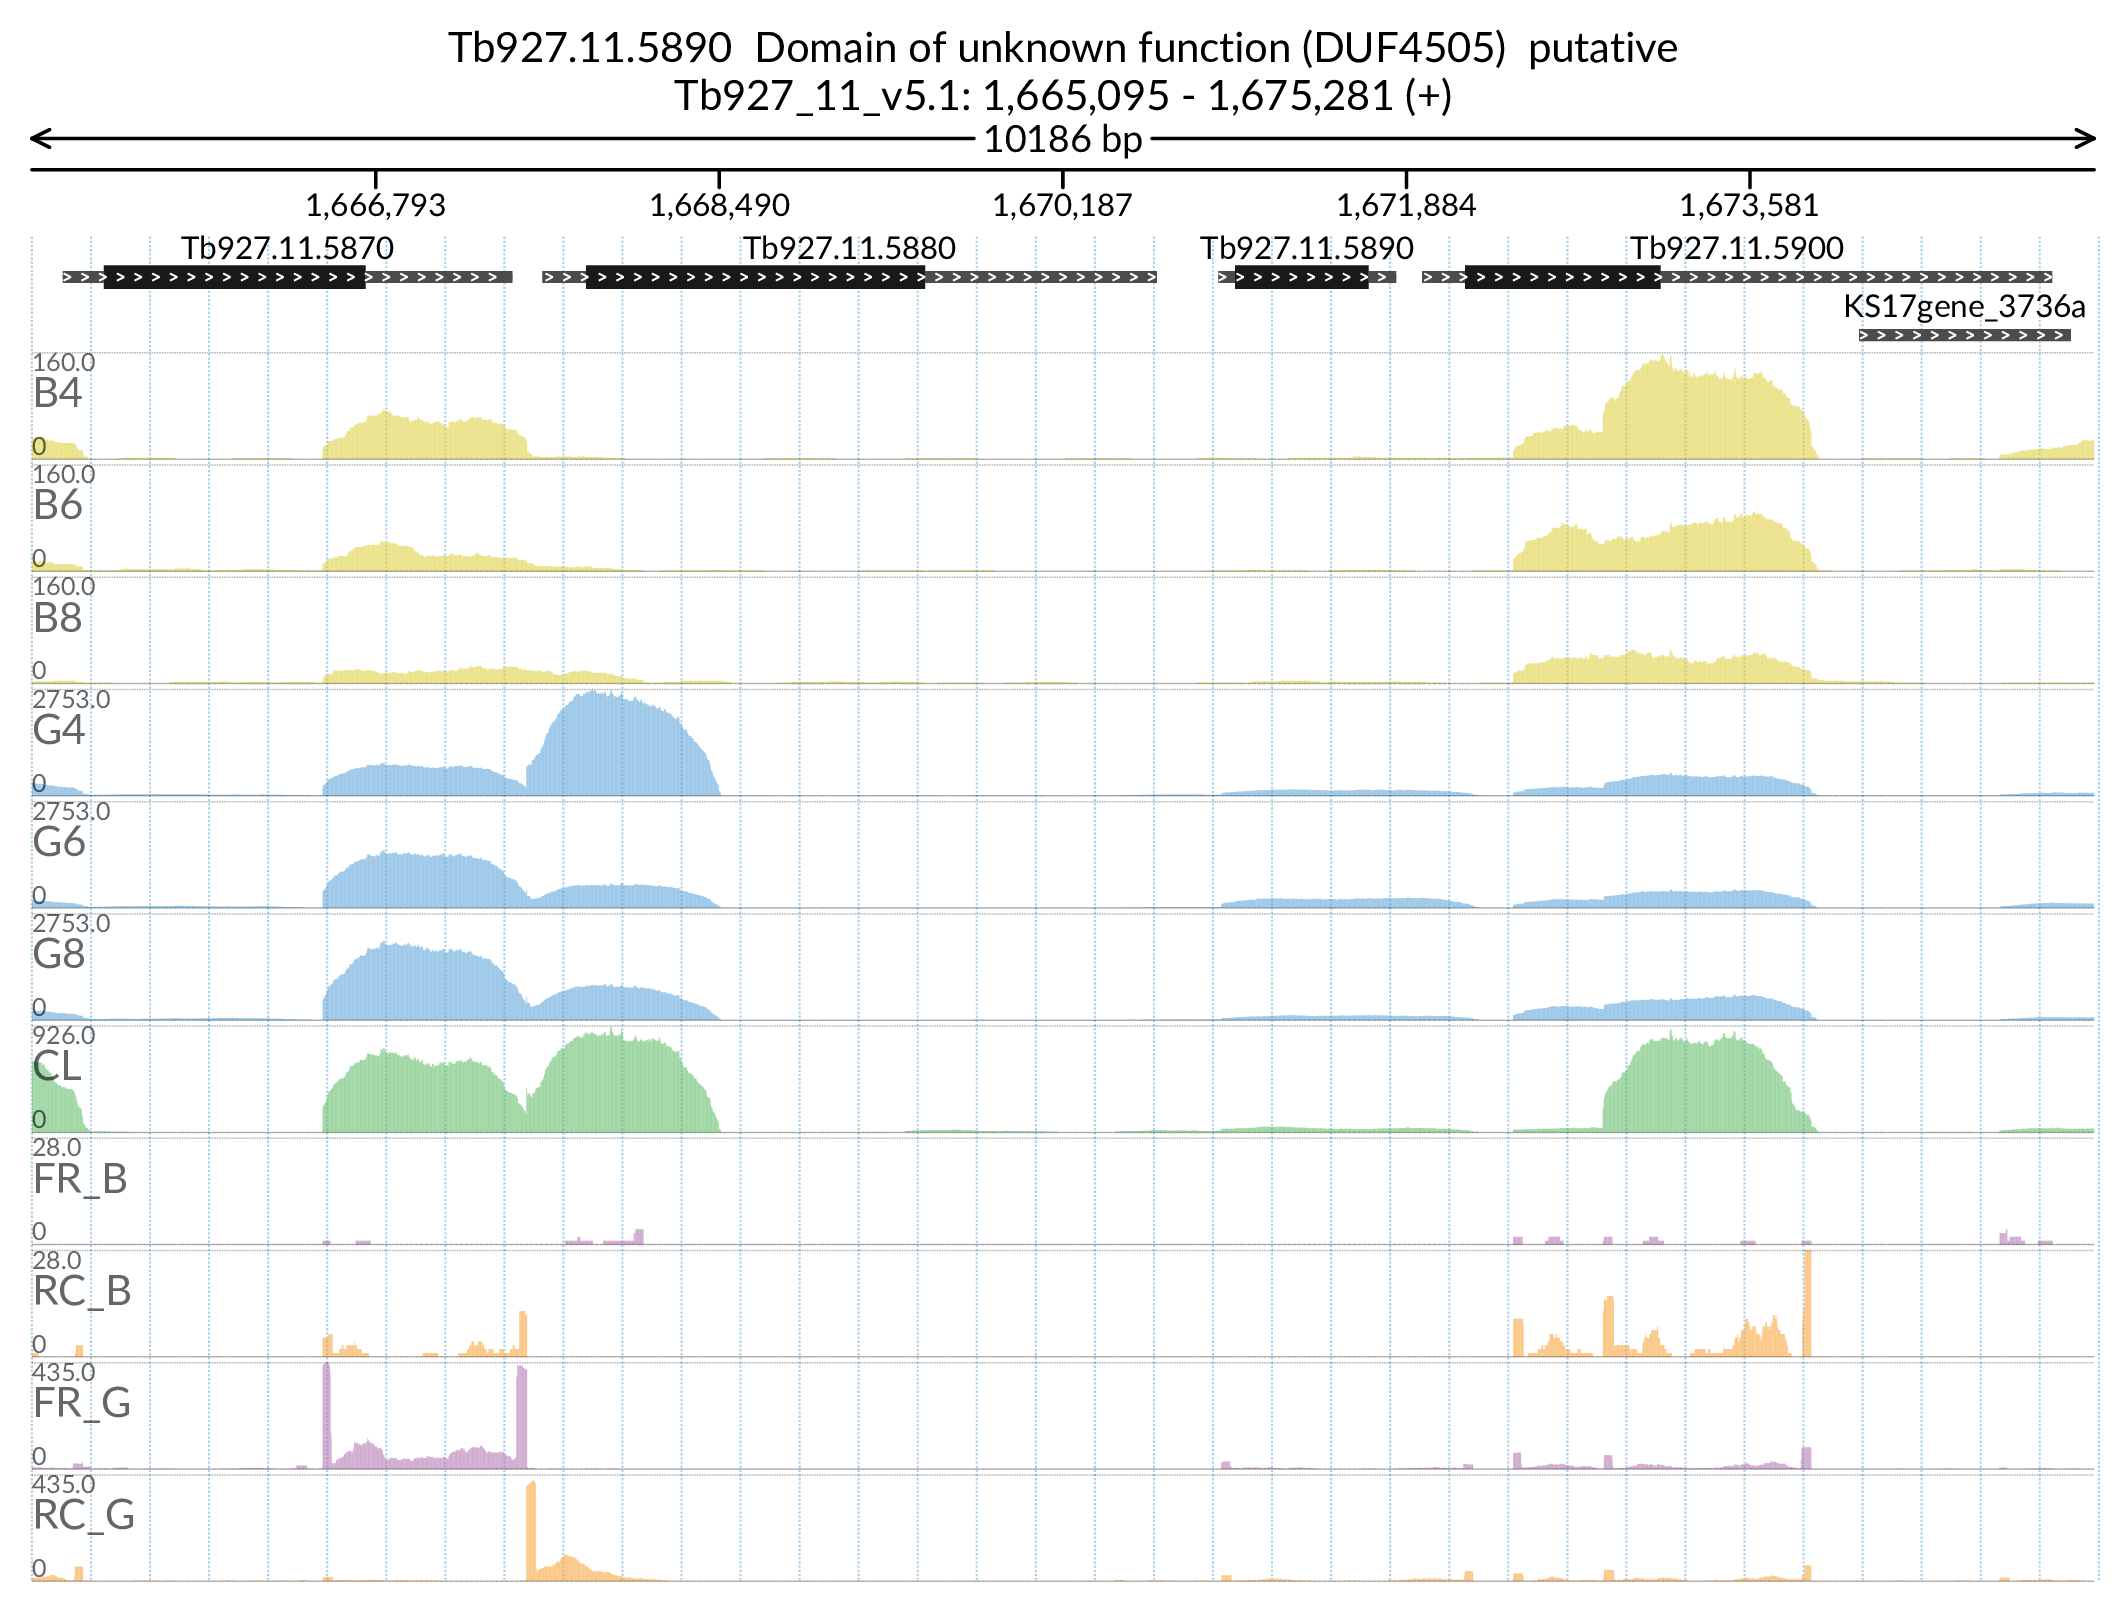 Tb927.11.5890  Domain of unknown function (DUF4505)  putative
Tb927_11_v5.1: 1,665,095 - 1,675,281 (+)
10186 bp
1,666,793 1,668,490 1,670,187 1,671,884 1,673,581
Tb927.11.5870 Tb927.11.5880 Tb927.11.5890 Tb927.11.5900
KS17gene_3736a
160.0
B4
0
160.0
B6
0
160.0
B8
0
2753.0
G4
0
2753.0
G6
0
2753.0
G8
0
926.0
CL
0
28.0
FR_B
0
28.0
RC_B
0
435.0
FR_G
0
435.0
RC_G
0